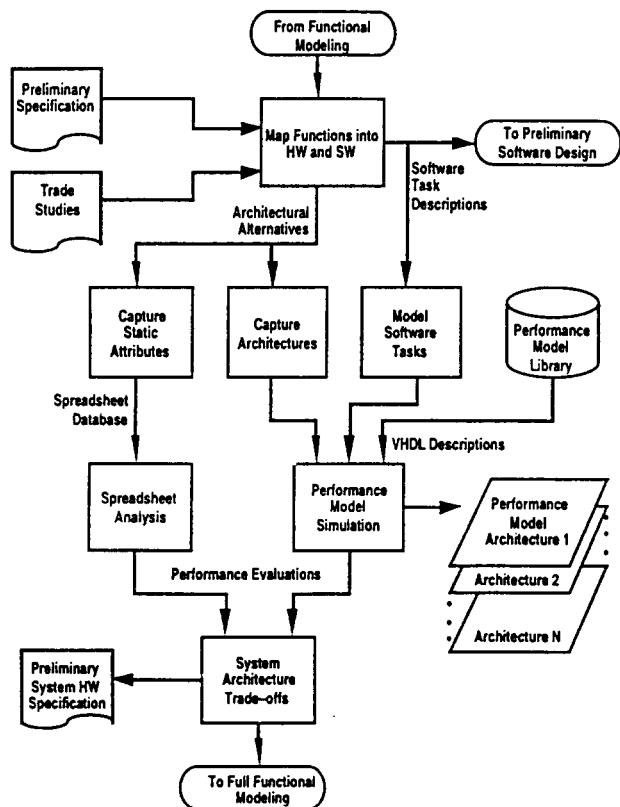 From Functional
Modeling
Preliminary
Specification
Map Functions into
HW and SW
To Preliminary
Software Design
Trade
Studies
Software
Task
Descriptions
Architectural
Alternatives
Capture
Static
Attributes
Capture
Architectures
Model
Software
Tasks
Performance
Model
Library
Spreadsheet
Database
VHDL Descriptions
Spreadsheet
Analysis
Performance
Model
Simulation
Performance
Model
Architecture 1
Architecture 2
Architecture N
Performance Evaluations
Preliminary
System HW
Specification
System
Architecture
Trade-offs
To Full Functional
Modeling